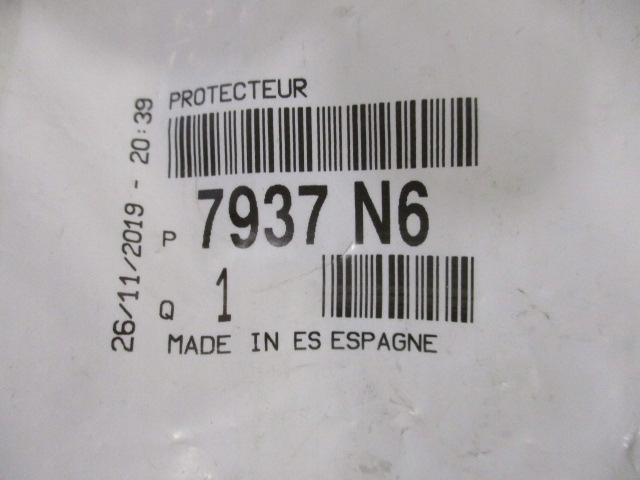 PROTECTEUR
P 7937 N6
Q 1
MADE IN ES ESPAGNE
26/11/2019 - 20:39